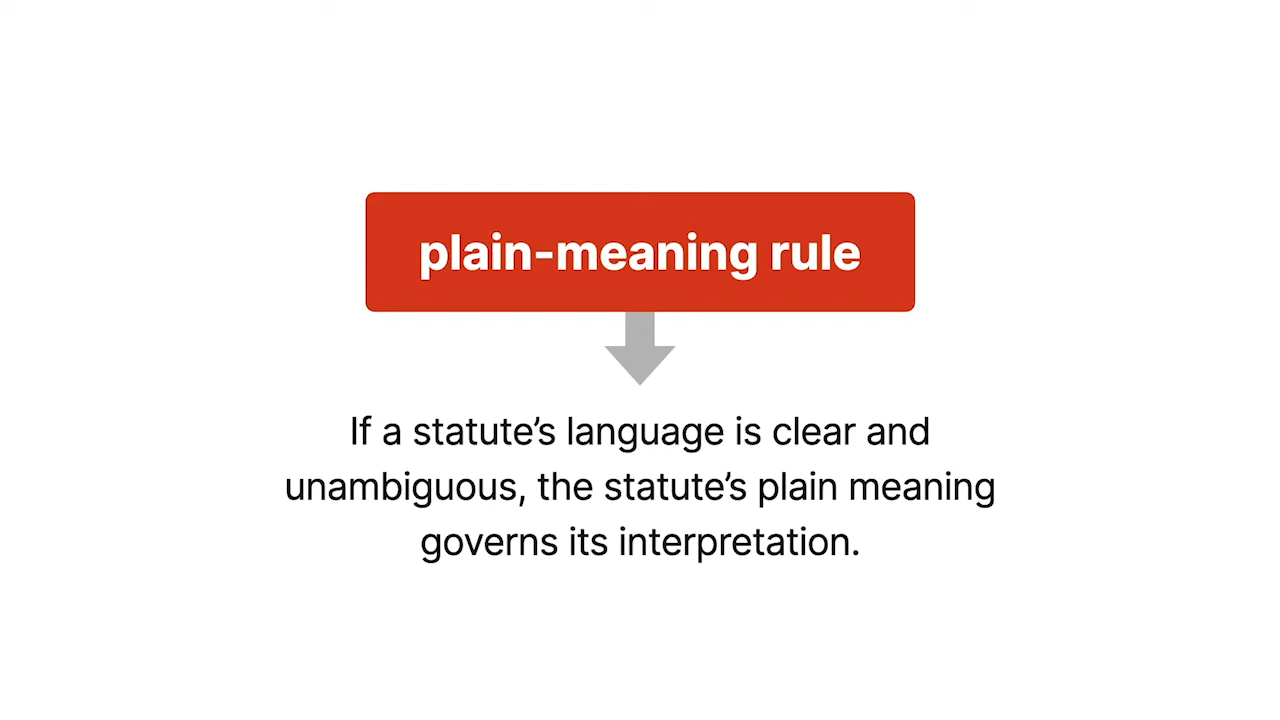 plain-meaning rule
If a statute’s language is clear and
unambiguous, the statute’s plain meaning
governs its interpretation.